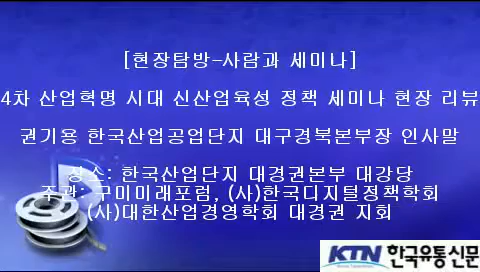 [현장탐방-사람과 세미나]
4차 산업혁명 시대 신산업육성 정책 세미나 현장 리뷰
권기용 한국산업공업단지 대구경북본부장 인사말
장소: 한국산업단지 대경권본부 대강당
주관: 구미미래포럼, (사)한국디지털정책학회
(사)대한산업경영학회 대경권 지회
KTN 한국유통신문